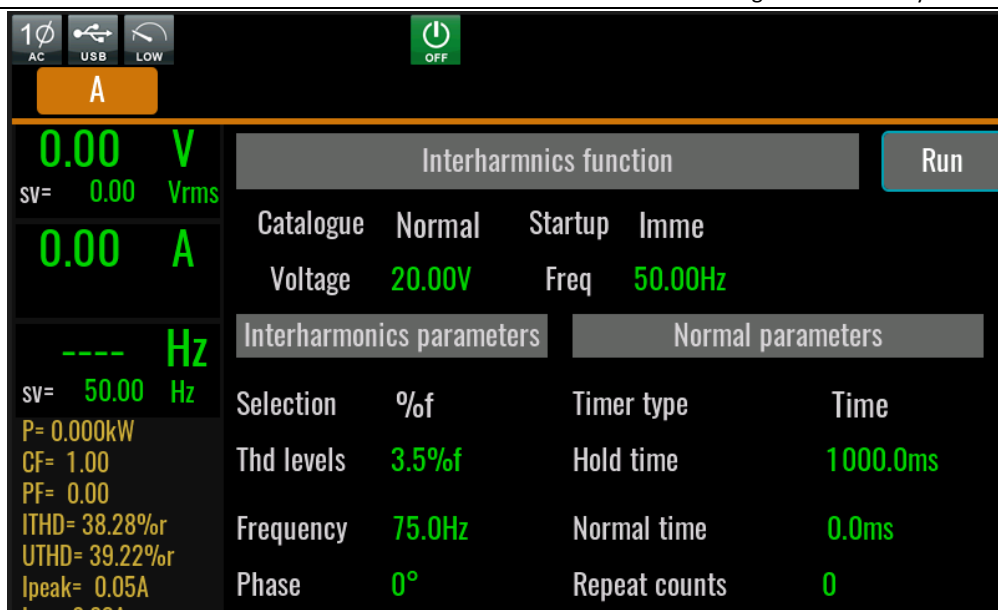 1Ø AC USB LOW OFF
A
0.00 V
sv= 0.00 Vrms
0.00 A
---- Hz
sv= 50.00 Hz
P= 0.000kW
CF= 1.00
PF= 0.00
ITHD= 38.28%r
UTHD= 39.22%r
Ipeak= 0.05A
Interharmnics function
Run
Catalogue Normal Startup Imme
Voltage 20.00V Freq 50.00Hz
Interharmonics parameters
Normal parameters
Selection %f
Timer type Time
Thd levels 3.5%f
Hold time 1000.0ms
Frequency 75.0Hz
Normal time 0.0ms
Phase 0°
Repeat counts 0